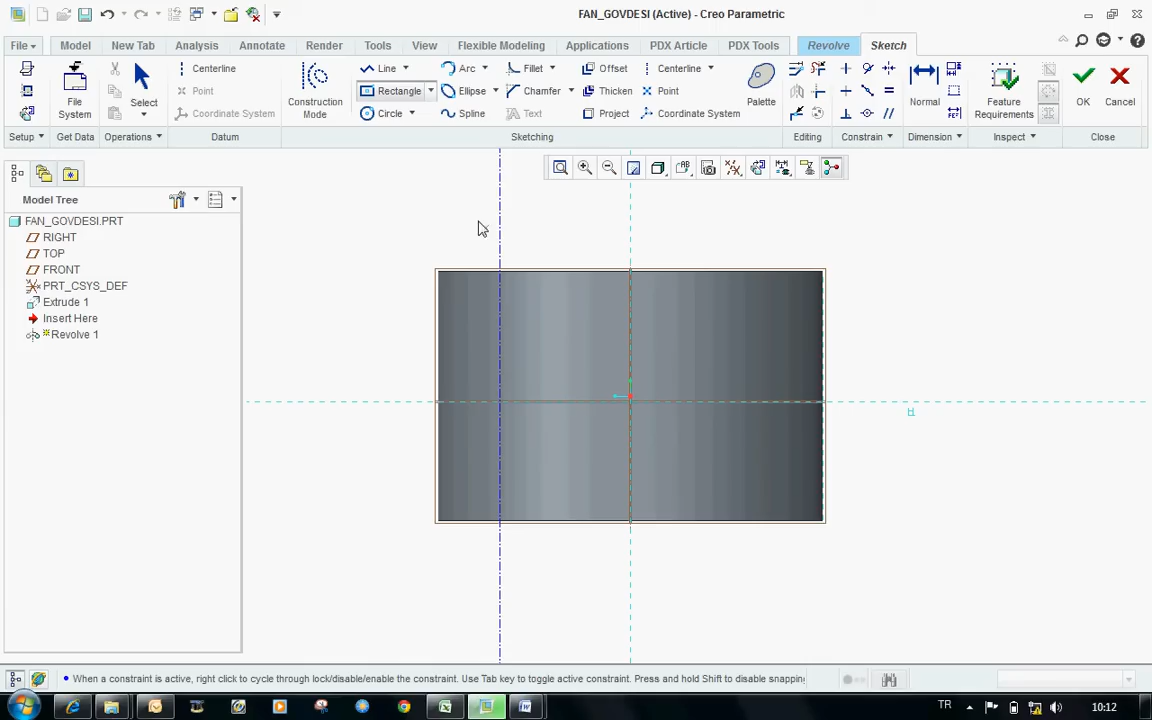 FAN_GOVDESI (Active) - Creo Parametric
File Model New Tab Analysis Annotate Render Tools View Flexible Modeling Applications PDX Article PDX Tools Revolve Sketch
Centerline Line Arc Fillet Offset Centerline
Point Rectangle Ellipse Chamfer Thicken Point
Coordinate System Circle Spline Text Project Coordinate System
File System
Select
Construction Mode
Palette
Normal
Feature Requirements
OK
Cancel
Setup Get Data Operations Datum Sketching Editing Constrain Dimension Inspect Close
Model Tree
FAN_GOVDESI.PRT
RIGHT
TOP
FRONT
PRT_CSYS_DEF
Extrude 1
Insert Here
Revolve 1
H
When a constraint is active, right click to cycle through lock/disable/enable the constraint. Use Tab key to toggle active constraint. Press and hold Shift to disable snapping
TR 10:12